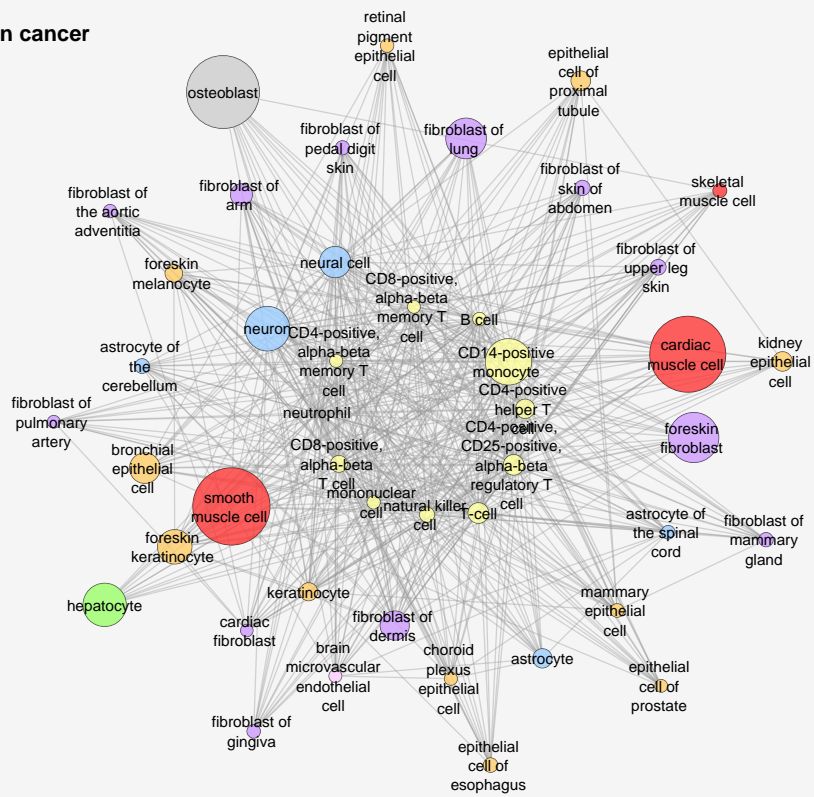 n cancer
retinal
pigment
epithelial
cell
epithelial
cell of
proximal
tubule
osteoblast
fibroblast of
pedal digit
skin
fibroblast of
lung
fibroblast of
skin of
abdomen
skeletal
muscle cell
fibroblast of
the aortic
adventitia
fibroblast of
arm
foreskin
melanocyte
neural cell
fibroblast of
upper leg
skin
CD8-positive,
alpha-beta
memory T
cell
B cell
neuron
CD4-positive,
alpha-beta
memory T
cell
CD14-positive
monocyte
cardiac
muscle cell
kidney
epithelial
cell
astrocyte of
the
cerebellum
CD4-positive
helper T
cell
neutrophil
fibroblast of
pulmonary
artery
CD4-positive,
CD25-positive,
alpha-beta
regulatory T
cell
foreskin
fibroblast
bronchial
epithelial
cell
CD8-positive,
alpha-beta
T cell
smooth
muscle cell
mononuclear
cell
natural killer
cell
T-cell
astrocyte of
the spinal
cord
fibroblast of
mammary
gland
foreskin
keratinocyte
hepatocyte
keratinocyte
mammary
epithelial
cell
cardiac
fibroblast
fibroblast of
dermis
brain
microvascular
endothelial
cell
choroid
plexus
epithelial
cell
astrocyte
epithelial
cell of
prostate
fibroblast of
gingiva
epithelial
cell of
esophagus